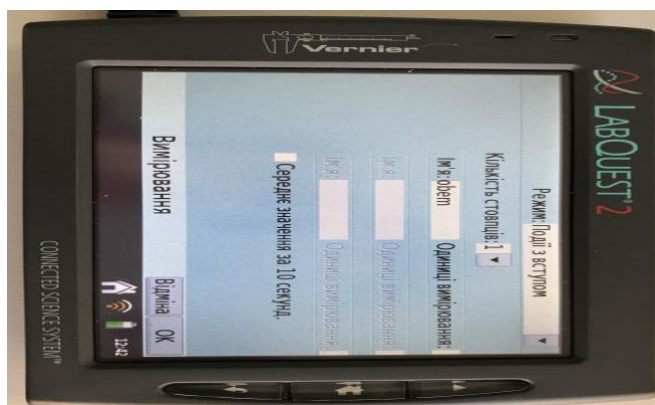 LABQUEST 2
Vernier
Режим: Події з вступом
Кількість стовпців: 1
Ім'я: obem Одиниці вимірювання:
Ім'я: Одиниці вимірювання:
Ім'я: Одиниці вимірювання:
Середнє значення за 10 секунд.
Відміна OK
Вимірювання
12:42
CONNECTED SCIENCE SYSTEM™